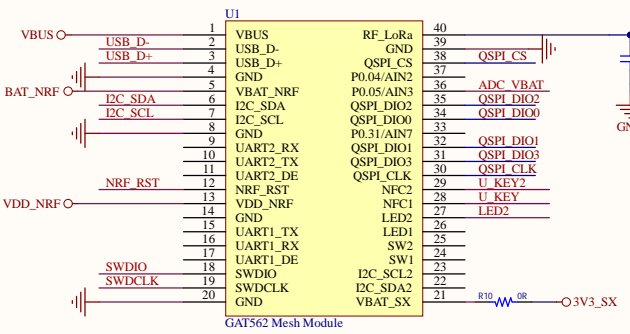 U1
VBUS 1 VBUS RF_LoRa 40
USB_D- 2 USB_D- GND 39
USB_D+ 3 USB_D+ QSPI_CS 38 QSPI_CS
4 GND P0.04/AIN2 37
BAT_NRF 5 VBAT_NRF P0.05/AIN3 36 ADC_VBAT
I2C_SDA 6 I2C_SDA QSPI_DIO2 35 QSPI_DIO2
I2C_SCL 7 I2C_SCL QSPI_DIO0 34 QSPI_DIO0
8 GND P0.31/AIN7 33
9 UART2_RX QSPI_DIO1 32 QSPI_DIO1
10 UART2_TX QSPI_DIO3 31 QSPI_DIO3
11 UART2_DE QSPI_CLK 30 QSPI_CLK
NRF_RST 12 NRF_RST NFC2 29 U_KEY2
VDD_NRF 13 VDD_NRF NFC1 28 U_KEY
14 GND LED2 27 LED2
15 UART1_TX LED1 26
16 UART1_RX SW2 25
17 UART1_DE SW1 24
SWDIO 18 SWDIO I2C_SCL2 23
SWDCLK 19 SWDCLK I2C_SDA2 22
20 GND VBAT_SX 21 R10 0R 3V3_SX
GAT562 Mesh Module